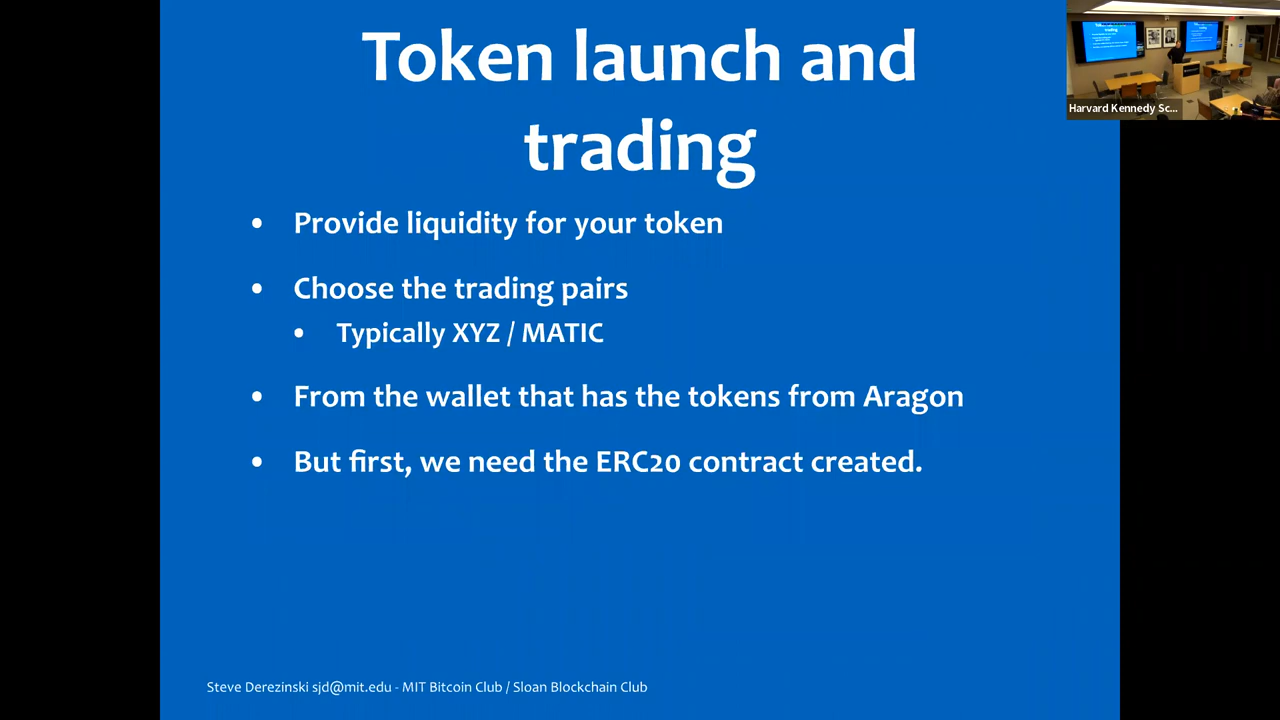 Token launch and
trading
Harvard Kennedy Sc...
• Provide liquidity for your token
• Choose the trading pairs
• Typically XYZ / MATIC
• From the wallet that has the tokens from Aragon
• But first, we need the ERC20 contract created.
Steve Derezinski sjd@mit.edu - MIT Bitcoin Club / Sloan Blockchain Club